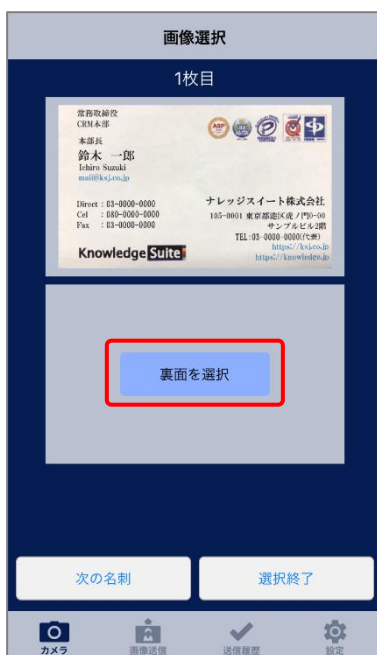 画像選択
1枚目
常務取締役
CRM本部
本部長
鈴木 一郎
Ichiro Suzuki
mail@ksj.co.jp
Direct : 03-0000-0000
Cel : 080-0000-0000
Fax : 03-0000-0000
Knowledge Suite
ナレッジスイート株式会社
105-0001 東京都港区虎ノ門0-00
サンプルビル2階
TEL:03-0000-0000(代表)
https://ksj.co.jp
https://knowledge.jp
裏面を選択
次の名刺
選択終了
カメラ
画像送信
送信履歴
設定